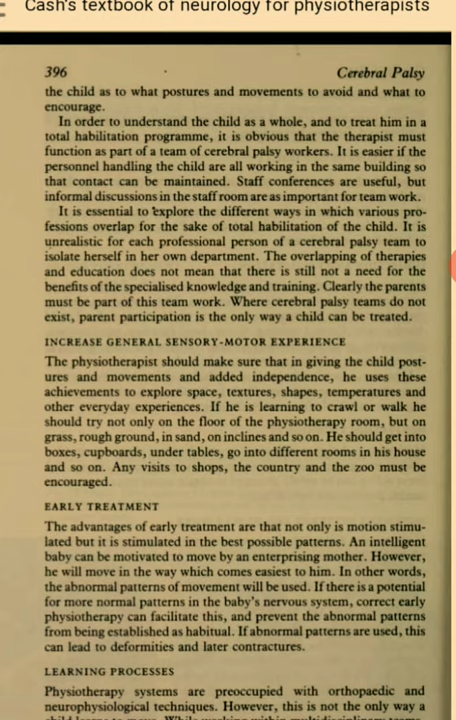 Cash's textbook of neurology for physiotherapists
396 Cerebral Palsy
the child as to what postures and movements to avoid and what to
encourage.
In order to understand the child as a whole, and to treat him in a
total habilitation programme, it is obvious that the therapist must
function as part of a team of cerebral palsy workers. It is easier if the
personnel handling the child are all working in the same building so
that contact can be maintained. Staff conferences are useful, but
informal discussions in the staff room are as important for team work.
It is essential to explore the different ways in which various pro-
fessions overlap for the sake of total habilitation of the child. It is
unrealistic for each professional person of a cerebral palsy team to
isolate herself in her own department. The overlapping of therapies
and education does not mean that there is still not a need for the
benefits of the specialised knowledge and training. Clearly the parents
must be part of this team work. Where cerebral palsy teams do not
exist, parent participation is the only way a child can be treated.
INCREASE GENERAL SENSORY-MOTOR EXPERIENCE
The physiotherapist should make sure that in giving the child post-
ures and movements and added independence, he uses these
achievements to explore space, textures, shapes, temperatures and
other everyday experiences. If he is learning to crawl or walk he
should try not only on the floor of the physiotherapy room, but on
grass, rough ground, in sand, on inclines and so on. He should get into
boxes, cupboards, under tables, go into different rooms in his house
and so on. Any visits to shops, the country and the zoo must be
encouraged.
EARLY TREATMENT
The advantages of early treatment are that not only is motion stimu-
lated but it is stimulated in the best possible patterns. An intelligent
baby can be motivated to move by an enterprising mother. However,
he will move in the way which comes easiest to him. In other words,
the abnormal patterns of movement will be used. If there is a potential
for more normal patterns in the baby's nervous system, correct early
physiotherapy can facilitate this, and prevent the abnormal patterns
from being established as habitual. If abnormal patterns are used, this
can lead to deformities and later contractures.
LEARNING PROCESSES
Physiotherapy systems are preoccupied with orthopaedic and
neurophysiological techniques. However, this is not the only way a